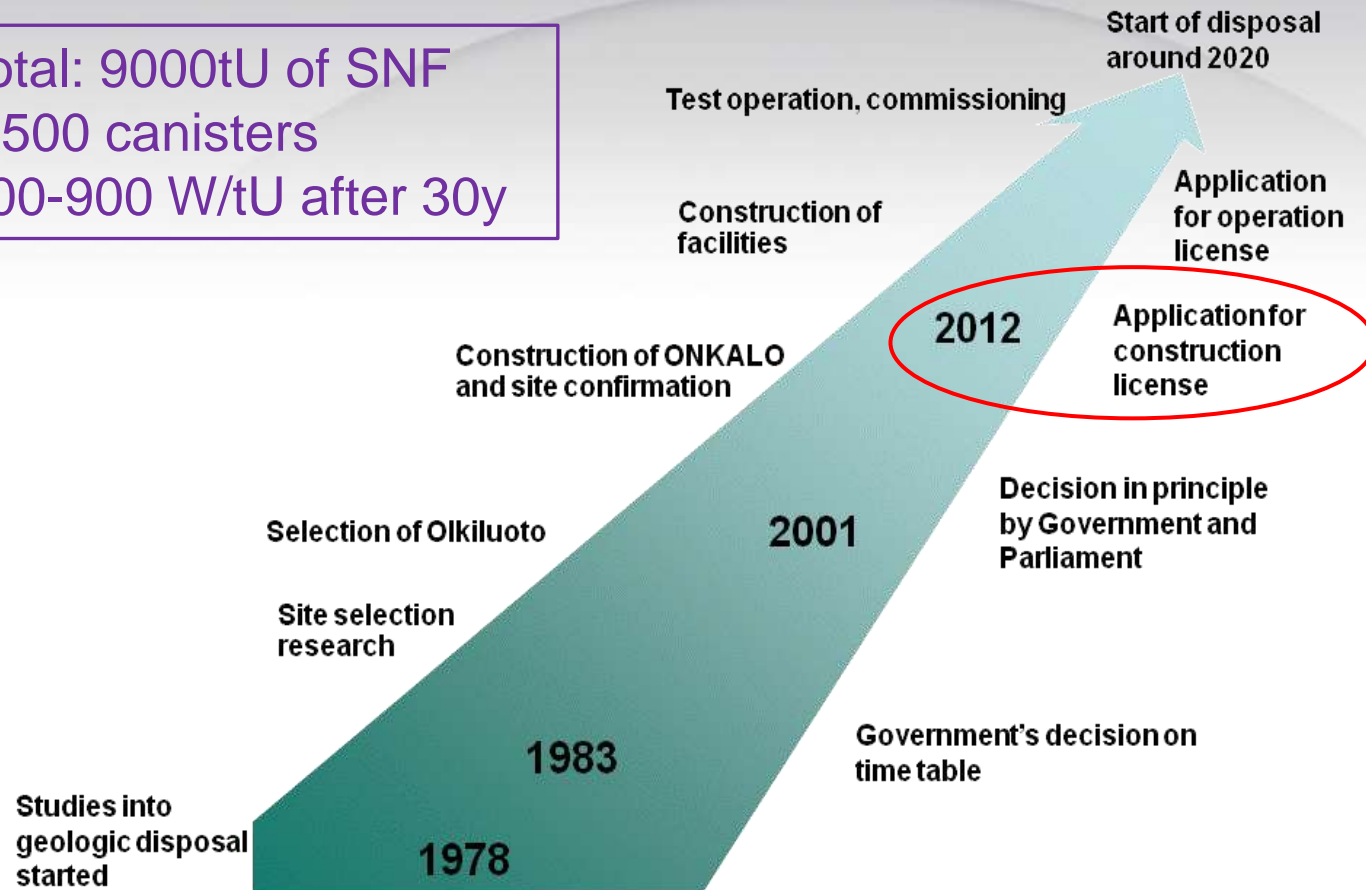 otal: 9000tU of SNF
500 canisters
00-900 W/tU after 30y
Start of disposal
around 2020
Test operation, commissioning
Application
for operation
license
Construction of
facilities
2012
Application for
construction
license
Construction of ONKALO
and site confirmation
Decision in principle
by Government and
Parliament
Selection of Olkiluoto
2001
Site selection
research
Government's decision on
time table
1983
Studies into
geologic disposal
started
1978